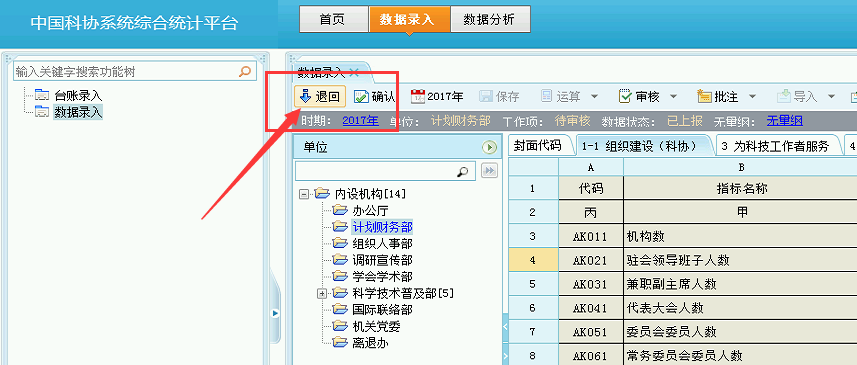 中国科协系统综合统计平台
首页 数据录入 数据分析
输入关键字搜索功能树
台账录入
数据录入
数据录入
退回 确认 2017年 保存 运算 审核 批注 导入
时期: 2017年 单位: 计划财务部 工作项: 待审核 数据状态: 已上报 无量纲: 无量纲
单位
内设机构[14]
办公厅
计划财务部
组织人事部
调研宣传部
学会学术部
科学技术普及部[5]
国际联络部
机关党委
离退办
封面代码 1-1 组织建设（科协） 3 为科技工作者服务 4
A B
1 代码 指标名称
2 丙 甲
3 AK011 机构数
4 AK021 驻会领导班子人数
5 AK031 兼职副主席人数
6 AK041 代表大会人数
7 AK051 委员会委员人数
8 AK061 常务委员会委员人数